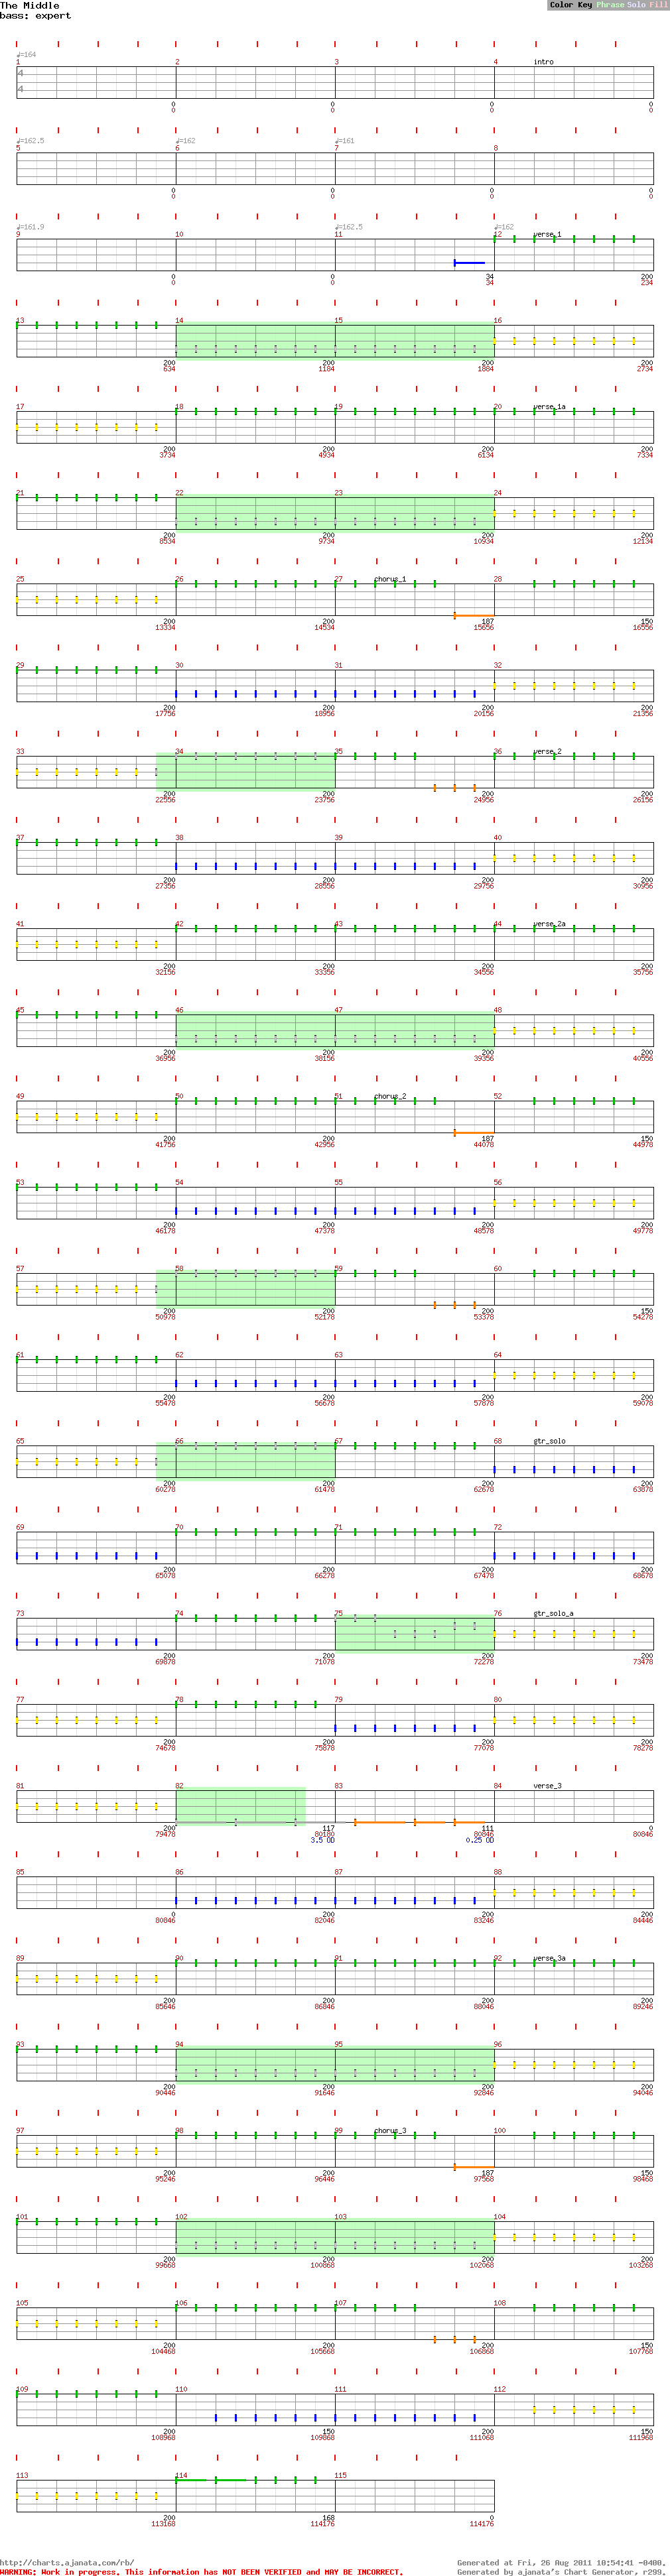 The Middle
Color Key Phrase Solo Fill
bass: expert
♩=164
1 2 3 4 intro
4
4
0 0 0 0
0 0 0 0
♩=162.5 ♩=162 ♩=161
5 6 7 8
0 0 0 0
0 0 0 0
♩=161.9 ♩=162.5 ♩=162
9 10 11 12 verse_1
0 0 34 200
0 0 34 234
13 14 15 16
200 200 200 200
634 1184 1884 2734
17 18 19 20 verse_1a
200 200 200 200
3734 4934 6134 7334
21 22 23 24
200 200 200 200
8534 9734 10934 12134
25 26 27 chorus_1 28
200 200 187 150
13334 14534 15656 16556
29 30 31 32
200 200 200 200
17756 18956 20156 21356
33 34 35 36 verse_2
200 200 200 200
22556 23756 24956 26156
37 38 39 40
200 200 200 200
27356 28556 29756 30956
41 42 43 44 verse_2a
200 200 200 200
32156 33356 34556 35756
45 46 47 48
200 200 200 200
36956 38156 39356 40556
49 50 51 chorus_2 52
200 200 187 150
41756 42956 44078 44978
53 54 55 56
200 200 200 200
46178 47378 48578 49778
57 58 59 60
200 200 200 150
50978 52178 53378 54278
61 62 63 64
200 200 200 200
55478 56678 57878 59078
65 66 67 68 gtr_solo
200 200 200 200
60278 61478 62678 63878
69 70 71 72
200 200 200 200
65078 66278 67478 68678
73 74 75 76 gtr_solo_a
200 200 200 200
69878 71078 72278 73478
77 78 79 80
200 200 200 200
74678 75878 77078 78278
81 82 83 84 verse_3
200 117 111 0
79478 80180 80846 80846
3.5 OD 0.25 OD
85 86 87 88
0 200 200 200
80846 82046 83246 84446
89 90 91 92 verse_3a
200 200 200 200
85646 86846 88046 89246
93 94 95 96
200 200 200 200
90446 91646 92846 94046
97 98 99 chorus_3 100
200 200 187 150
95246 96446 97568 98468
101 102 103 104
200 200 200 200
99668 100868 102068 103268
105 106 107 108
200 200 200 150
104468 105668 106868 107768
109 110 111 112
200 150 200 150
108968 109868 111068 111968
113 114 115
200 168 0
113168 114176 114176
http://charts.ajanata.com/rb/
Generated at Fri, 26 Aug 2011 10:54:41 -0400.
WARNING: Work in progress. This information has NOT BEEN VERIFIED and MAY BE INCORRECT.
Generated by ajanata's Chart Generator, r299.